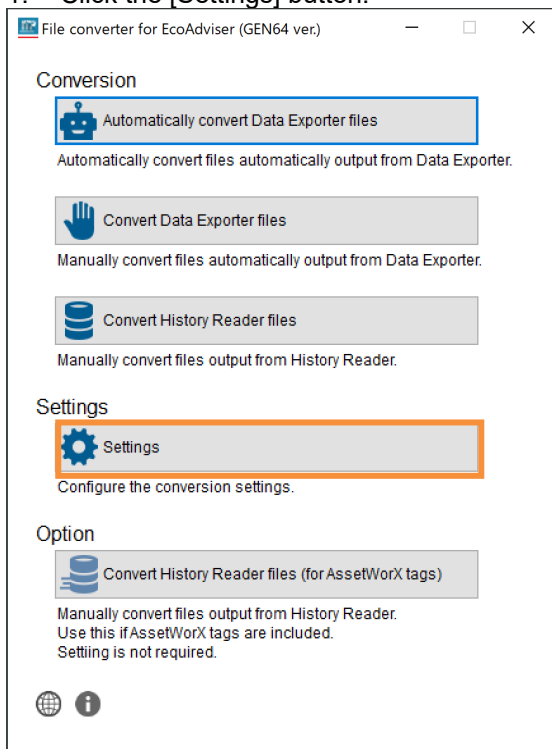 1. Click the [Settings] button.
File converter for EcoAdviser (GEN64 ver.)
Conversion
Automatically convert Data Exporter files
Automatically convert files automatically output from Data Exporter.
Convert Data Exporter files
Manually convert files automatically output from Data Exporter.
Convert History Reader files
Manually convert files output from History Reader.
Settings
Settings
Configure the conversion settings.
Option
Convert History Reader files (for AssetWorX tags)
Manually convert files output from History Reader.
Use this if AssetWorX tags are included.
Settiing is not required.